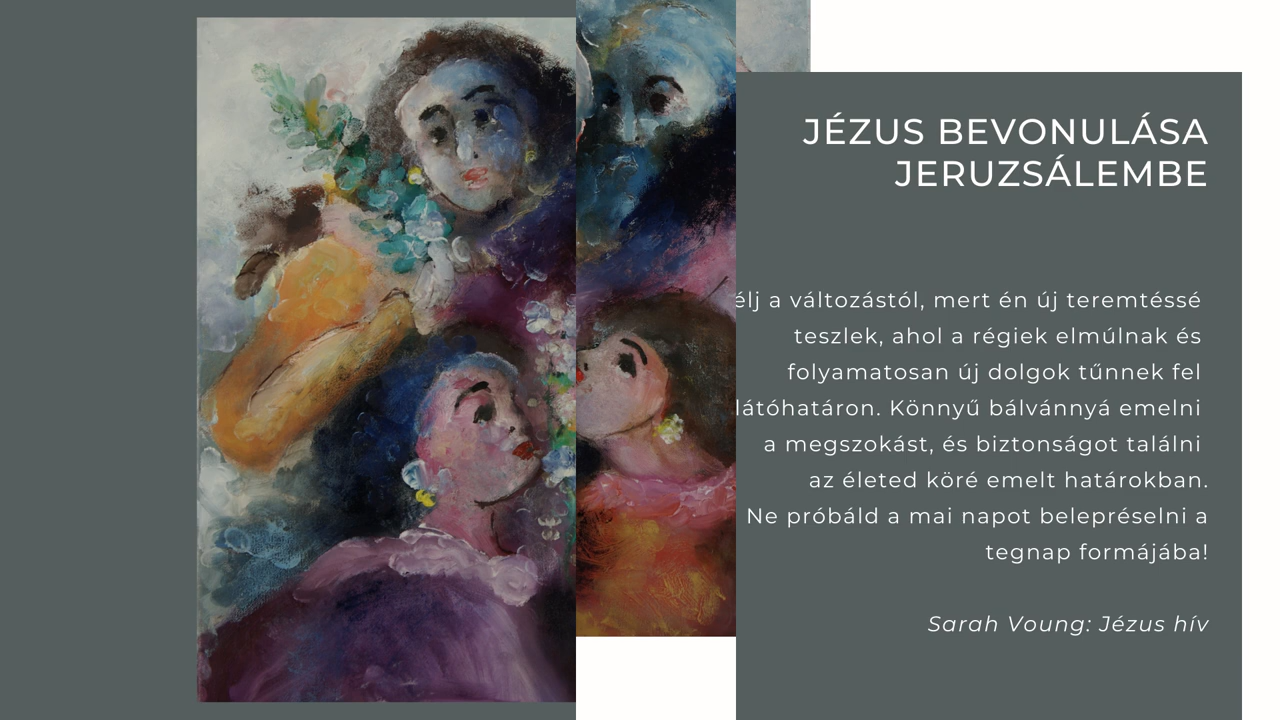 JÉZUS BEVONULÁSA
JERUZSÁLEMBE
a változástól, mert én új teremtéssé
teszlek, ahol a régiek elmúlnak és
folyamatosan új dolgok tűnnek fel
látóhatáron. Könnyű bálvánnyá emelni
a megszokást, és biztonságot találni
az életed köré emelt határokban.
Ne próbáld a mai napot belepréselni a
tegnap formájába!
Sarah Voung: Jézus hív